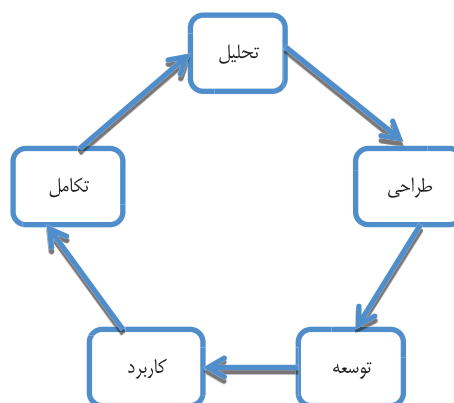 تحلیل
طراحی
توسعه
کاربرد
تکامل